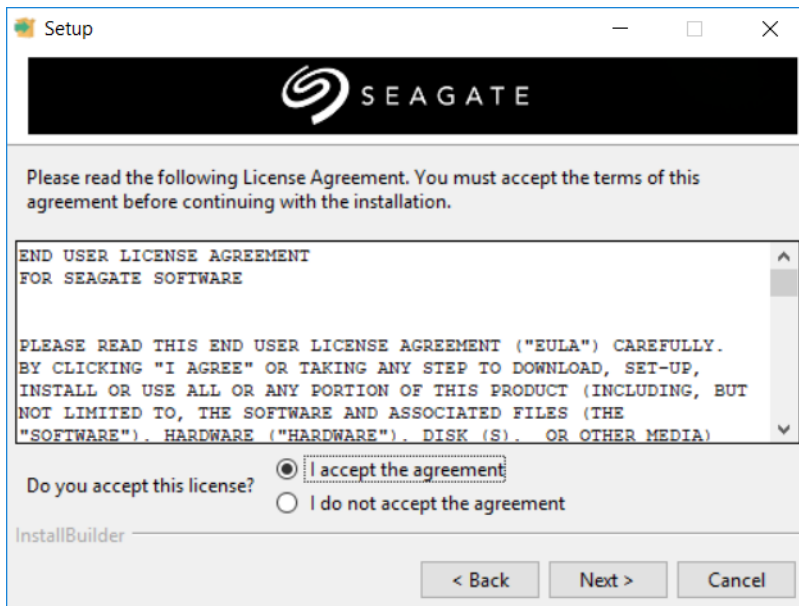 Setup
SEAGATE
Please read the following License Agreement. You must accept the terms of this
agreement before continuing with the installation.
END USER LICENSE AGREEMENT
FOR SEAGATE SOFTWARE
PLEASE READ THIS END USER LICENSE AGREEMENT ("EULA") CAREFULLY.
BY CLICKING "I AGREE" OR TAKING ANY STEP TO DOWNLOAD, SET-UP,
INSTALL OR USE ALL OR ANY PORTION OF THIS PRODUCT (INCLUDING, BUT
NOT LIMITED TO, THE SOFTWARE AND ASSOCIATED FILES (THE
"SOFTWARE"). HARDWARE ("HARDWARE"). DISK (S). OR OTHER MEDIA)
Do you accept this license?
I accept the agreement
I do not accept the agreement
InstallBuilder
< Back
Next >
Cancel